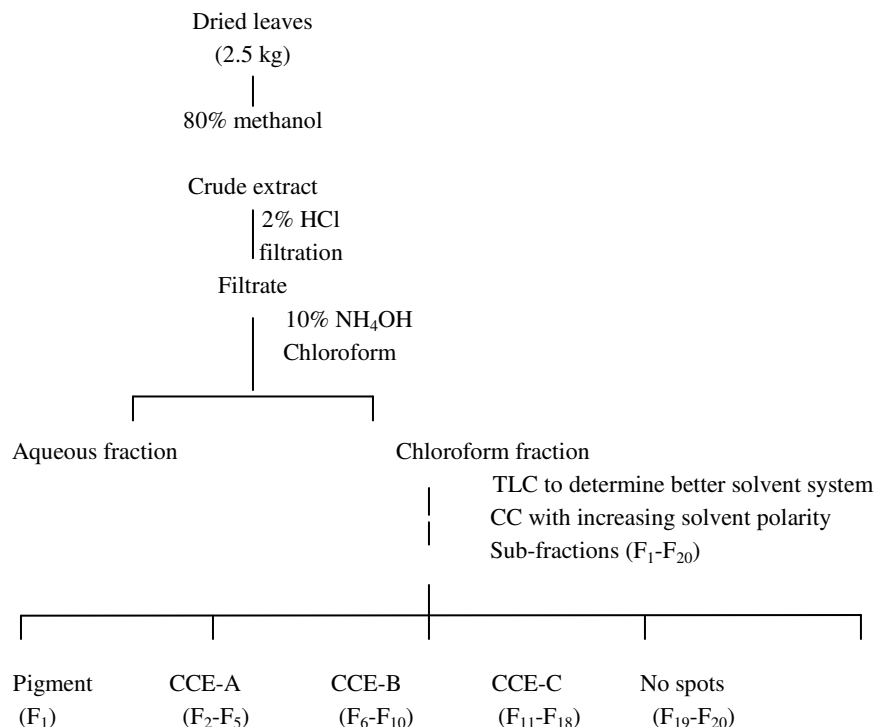 Dried leaves
(2.5 kg)
80% methanol
Crude extract
2% HCl
filtration
Filtrate
10% NH₄OH
Chloroform
Aqueous fraction
Chloroform fraction
TLC to determine better solvent system
CC with increasing solvent polarity
Sub-fractions (F₁-F₂₀)
Pigment
(F₁)
CCE-A
(F₂-F₅)
CCE-B
(F₆-F₁₀)
CCE-C
(F₁₁-F₁₈)
No spots
(F₁₉-F₂₀)